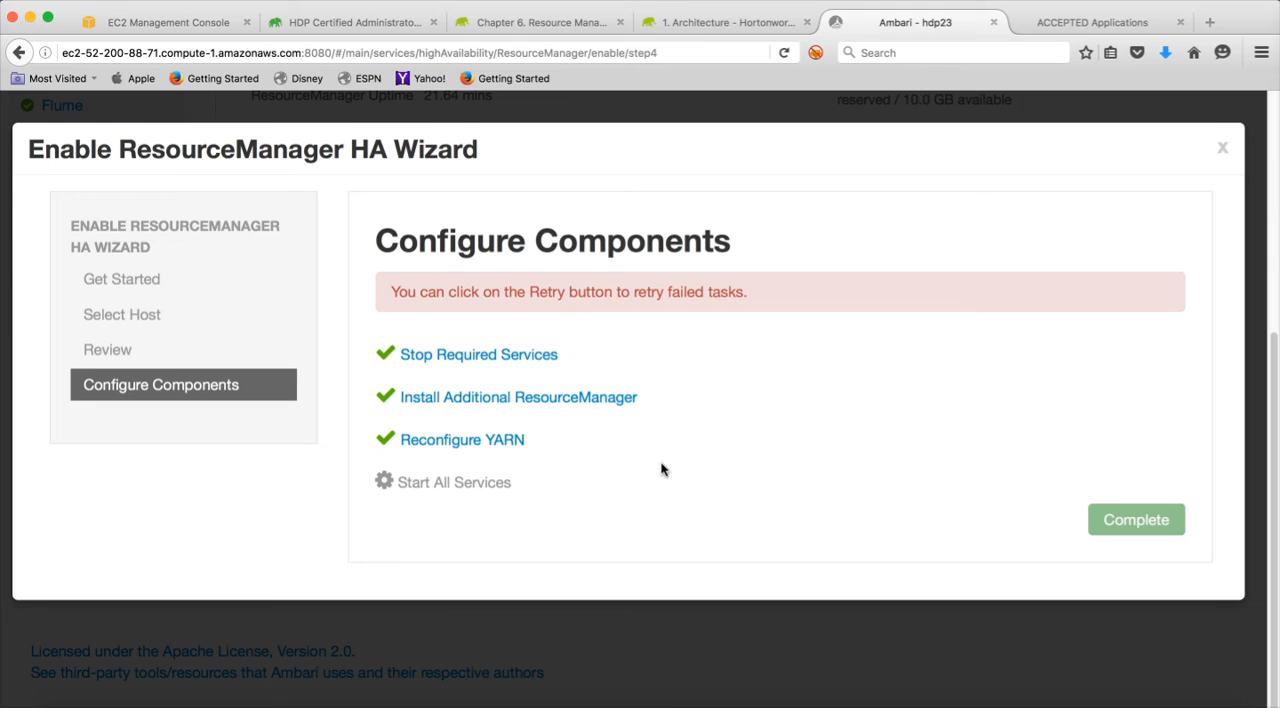 EC2 Management Console
HDP Certified Administrato...
Chapter 6. Resource Mana...
1. Architecture - Hortonwor...
Ambari - hdp23
ACCEPTED Applications
ec2-52-200-88-71.compute-1.amazonaws.com:8080/#/main/services/highAvailability/ResourceManager/enable/step4
Search
Most Visited
Apple
Getting Started
Disney
ESPN
Yahoo!
Getting Started
Flume
ResourceManager Uptime 21.64 mins
reserved / 10.0 GB available
Enable ResourceManager HA Wizard
x
ENABLE RESOURCEMANAGER
HA WIZARD
Get Started
Select Host
Review
Configure Components
Configure Components
You can click on the Retry button to retry failed tasks.
Stop Required Services
Install Additional ResourceManager
Reconfigure YARN
Start All Services
Complete
Licensed under the Apache License, Version 2.0.
See third-party tools/resources that Ambari uses and their respective authors